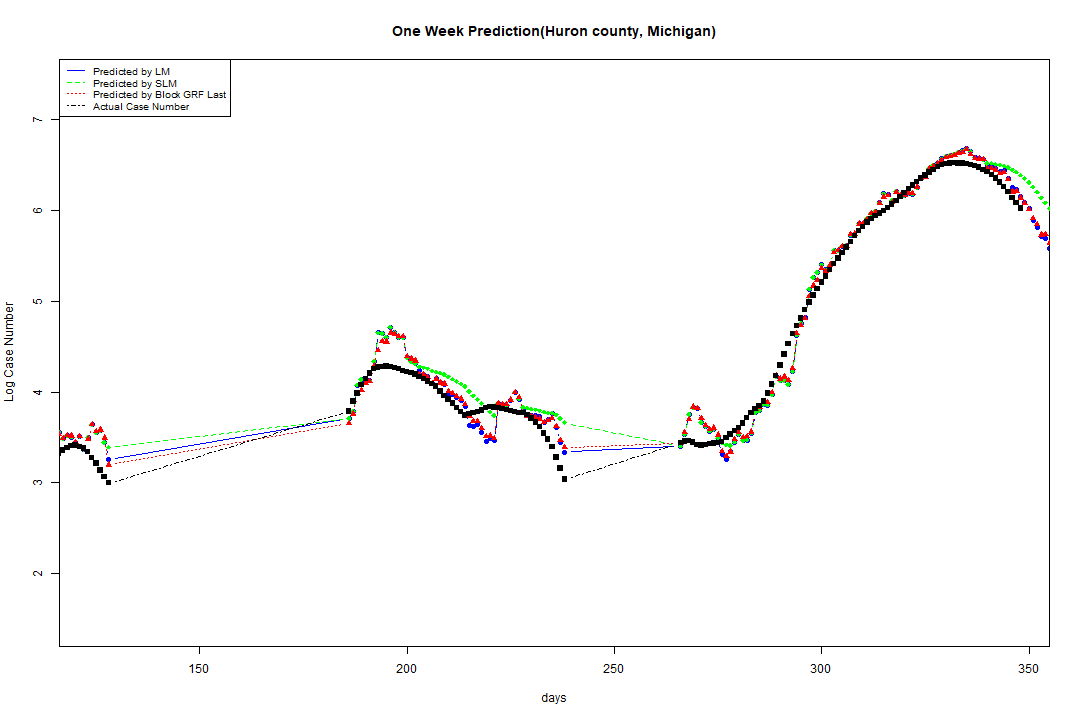 One Week Prediction(Huron county, Michigan)
Predicted by LM
Predicted by SLM
Predicted by Block GRF Last
Actual Case Number
7
6
5
4
3
2
Log Case Number
150 200 250 300 350
days